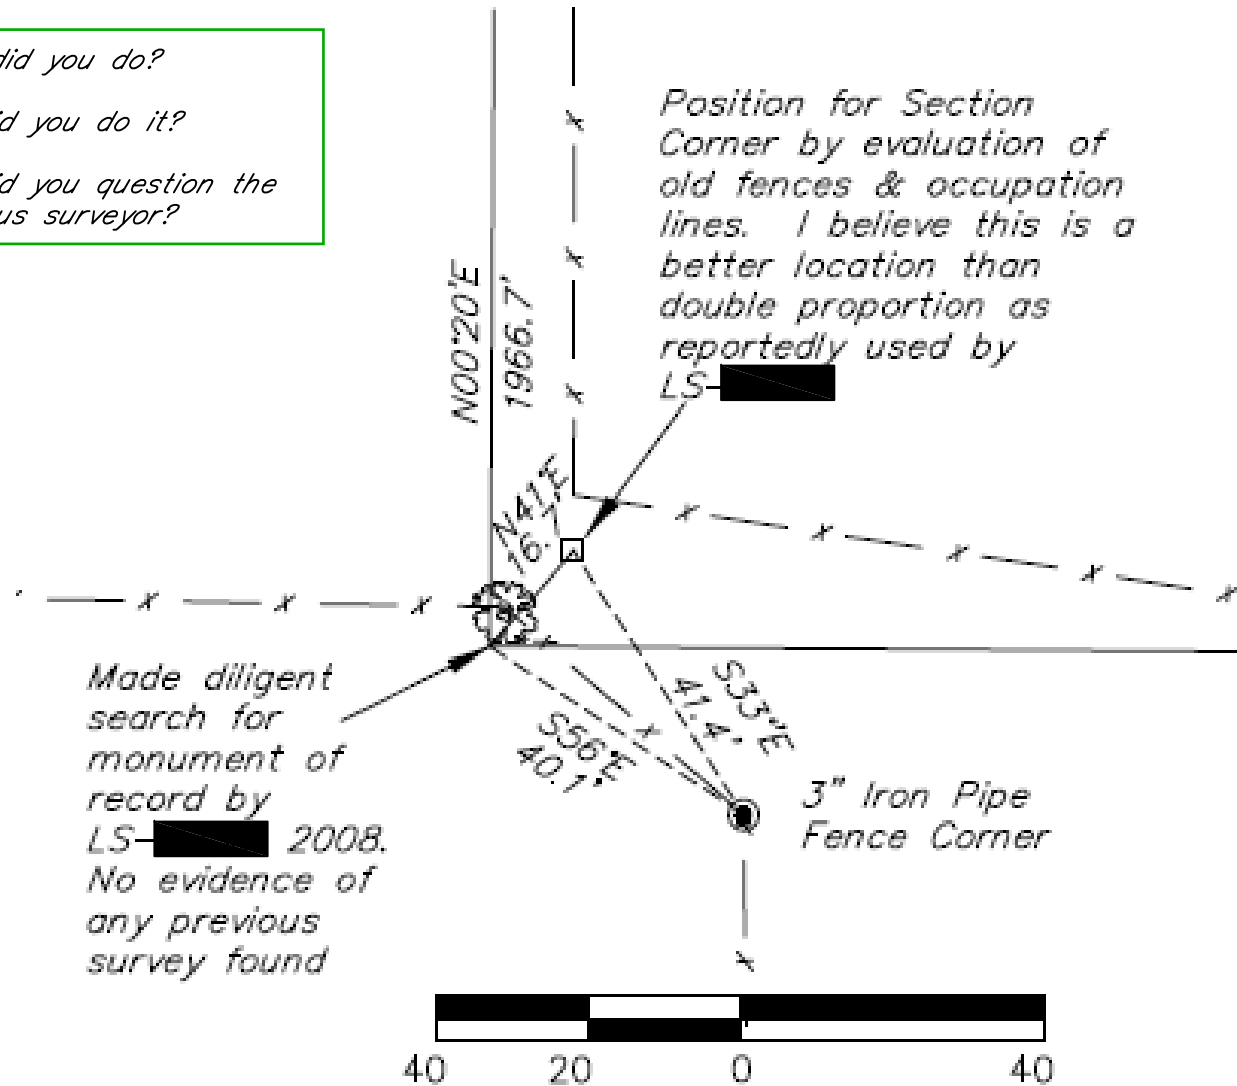 did you do?
you do it?
you question the
surveyor?
Position for Section
Corner by evaluation of
old fences & occupation
lines. I believe this is a
better location than
double proportion as
reportedly used by
LS-
N00°20'E
1966.7'
N41°E
x
x
x
x
x
x
x
x
x
x
x
x
x
x
Made diligent
search for
monument of
record by
LS- 2008.
No evidence of
any previous
survey found
S33°E
41.4'
S56°E
40.1'
3" Iron Pipe
Fence Corner
40 20 0 40